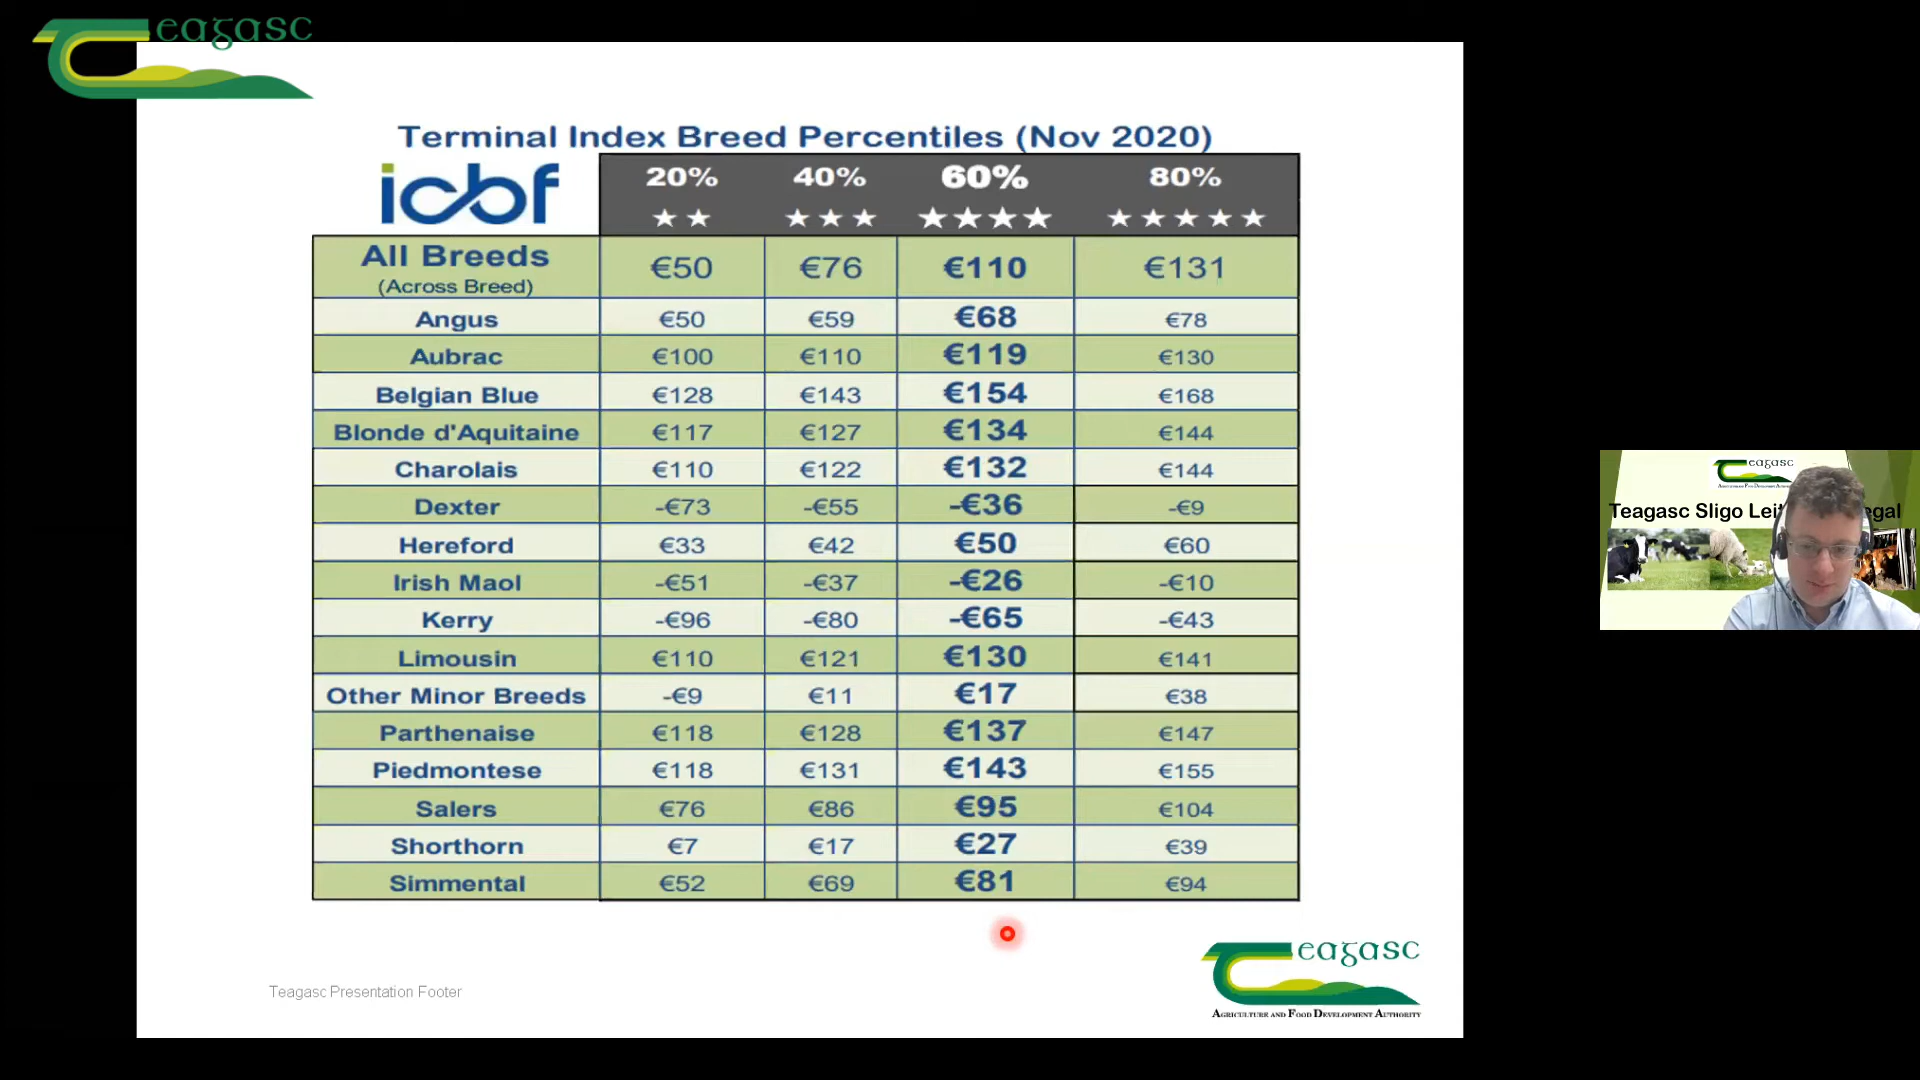 eagasc
Terminal Index Breed Percentiles (Nov 2020)
icbf
20% 40% 60% 80%
★ ★ ★ ★ ★ ★★★★ ★ ★ ★ ★ ★
All Breeds €50 €76 €110 €131
(Across Breed)
Angus €50 €59 €68 €78
Aubrac €100 €110 €119 €130
Belgian Blue €128 €143 €154 €168
Blonde d'Aquitaine €117 €127 €134 €144
Charolais €110 €122 €132 €144
Dexter -€73 -€55 -€36 -€9
Hereford €33 €42 €50 €60
Irish Maol -€51 -€37 -€26 -€10
Kerry -€96 -€80 -€65 -€43
Limousin €110 €121 €130 €141
Other Minor Breeds -€9 €11 €17 €38
Parthenaise €118 €128 €137 €147
Piedmontese €118 €131 €143 €155
Salers €76 €86 €95 €104
Shorthorn €7 €17 €27 €39
Simmental €52 €69 €81 €94
Teagasc Presentation Footer
eagasc
AGRICULTURE AND FOOD DEVELOPMENT AUTHORITY
eagasc
Teagasc Sligo Lei egal